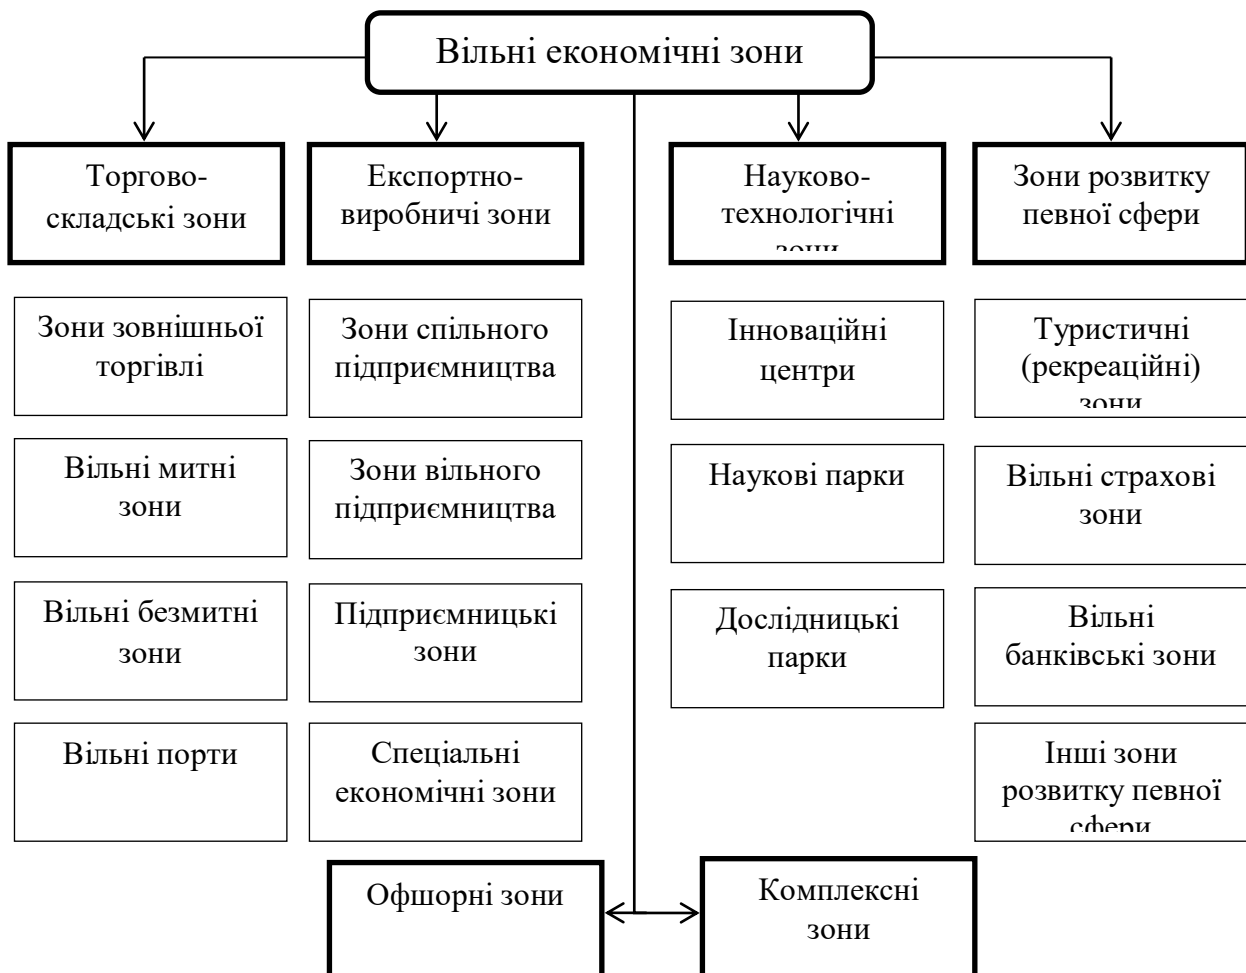 Вільні економічні зони
Торгово-
складські зони
Експортно-
виробничі зони
Науково-
технологічні
зони
Зони розвитку
певної сфери
Зони зовнішньої
торгівлі
Зони спільного
підприємництва
Інноваційні
центри
Туристичні
(рекреаційні)
зони
Вільні митні
зони
Зони вільного
підприємництва
Наукові парки
Вільні страхові
зони
Вільні безмитні
зони
Підприємницькі
зони
Дослідницькі
парки
Вільні
банківські зони
Вільні порти
Спеціальні
економічні зони
Інші зони
розвитку певної
сфери
Офшорні зони
Комплексні
зони